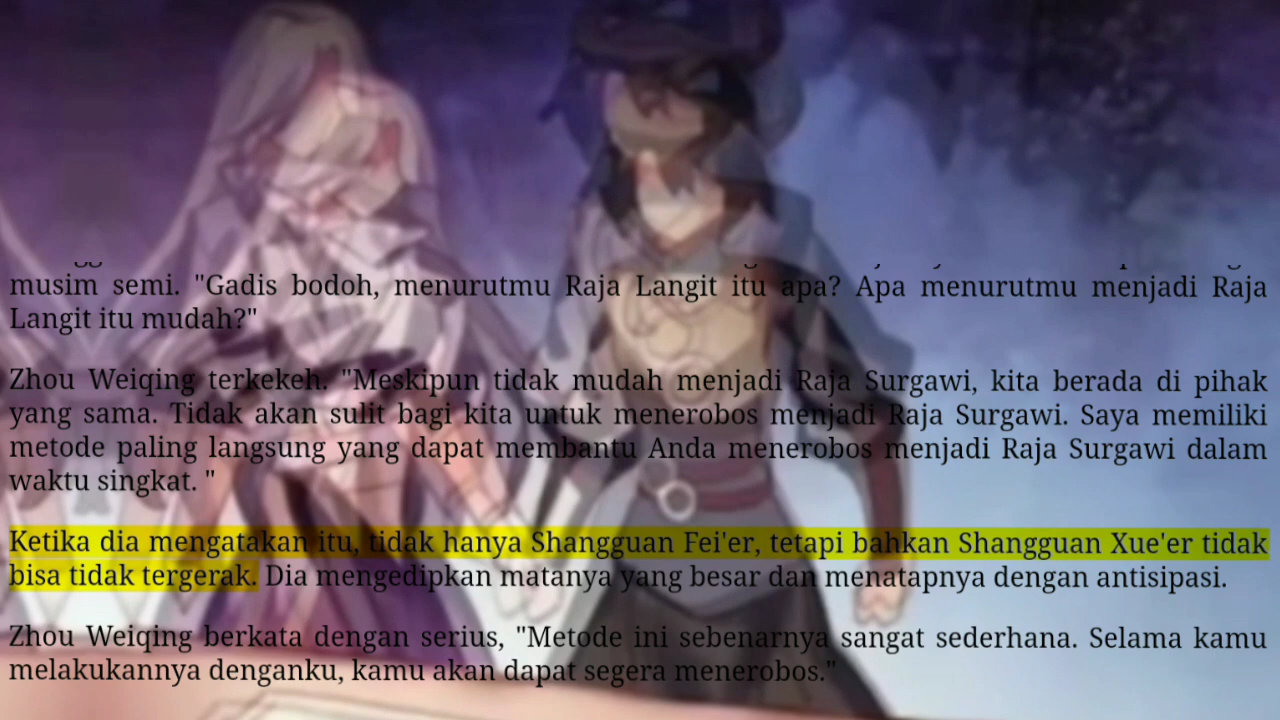 musim semi. "Gadis bodoh, menurutmu Raja Langit itu apa? Apa menurutmu menjadi Raja
Langit itu mudah?"
Zhou Weiqing terkekeh. "Meskipun tidak mudah menjadi Raja Surgawi, kita berada di pihak
yang sama. Tidak akan sulit bagi kita untuk menerobos menjadi Raja Surgawi. Saya memiliki
metode paling langsung yang dapat membantu Anda menerobos menjadi Raja Surgawi dalam
waktu singkat. "
Ketika dia mengatakan itu, tidak hanya Shangguan Fei'er, tetapi bahkan Shangguan Xue'er tidak
bisa tidak tergerak. Dia mengedipkan matanya yang besar dan menatapnya dengan antisipasi.
Zhou Weiqing berkata dengan serius, "Metode ini sebenarnya sangat sederhana. Selama kamu
melakukannya denganku, kamu akan dapat segera menerobos."